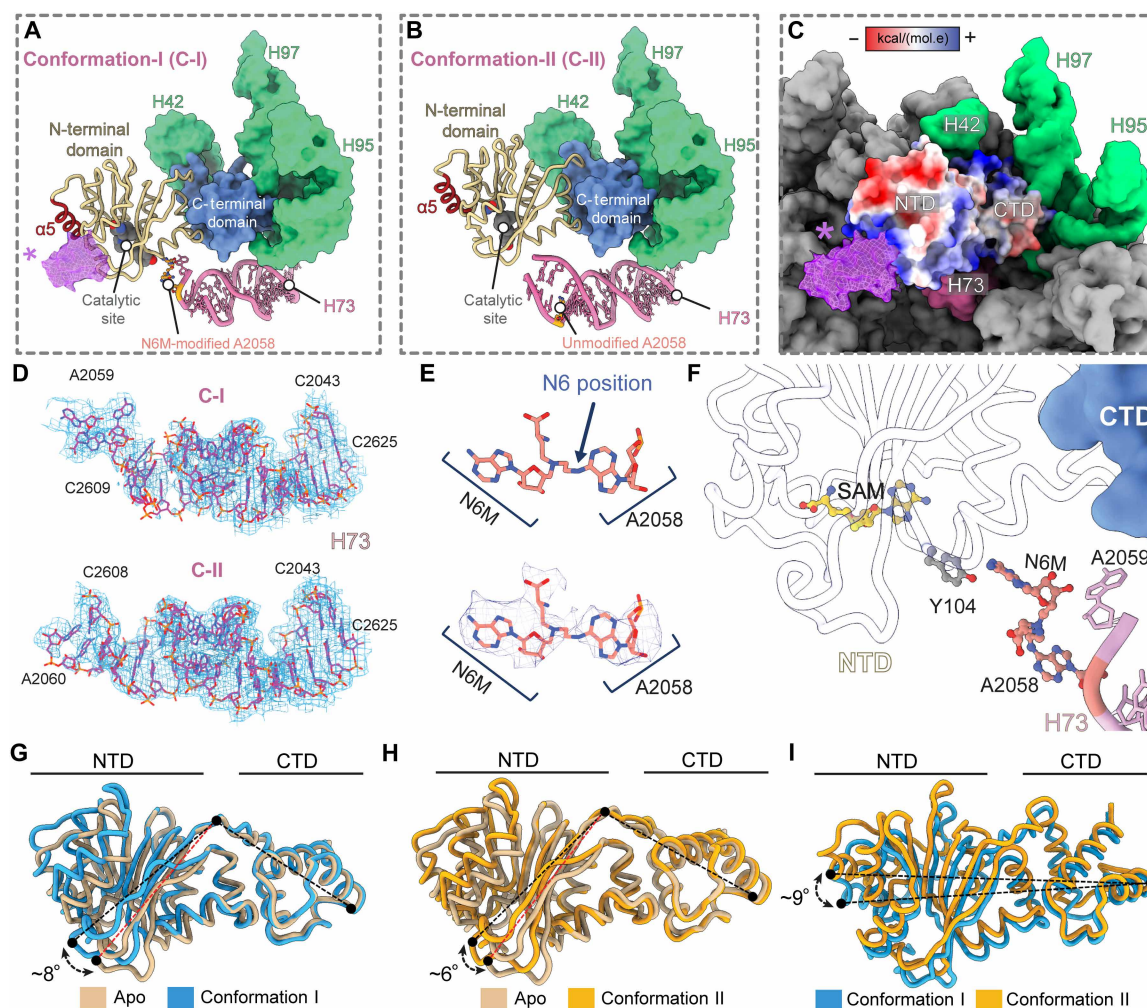 A
Conformation-I (C-I)
H97
H42
N-terminal
domain
H95
C-terminal
domain
α5
*
Catalytic
site
H73
N6M-modified A2058
B
Conformation-II (C-II)
H97
H42
N-terminal
domain
H95
C-terminal
domain
α5
Catalytic
site
H73
Unmodified A2058
C
− kcal/(mol.e) +
H97
H42
H95
NTD
CTD
*
H73
D
A2059
C-I
C2043
C2625
C2609
H73
C2608
C-II
C2043
C2625
A2060
E
N6 position
N6M
A2058
N6M
A2058
F
CTD
SAM
N6M
A2059
Y104
NTD
A2058
H73
G
NTD
CTD
~8°
Apo
Conformation I
H
NTD
CTD
~6°
Apo
Conformation II
I
NTD
CTD
~9°
Conformation I
Conformation II